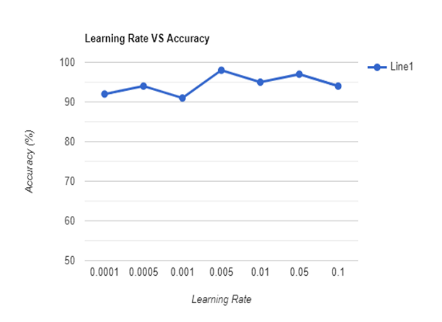 Learning Rate VS Accuracy
100
90
80
70
60
50
Accuracy (%)
0.0001 0.0005 0.001 0.005 0.01 0.05 0.1
Learning Rate
Line1